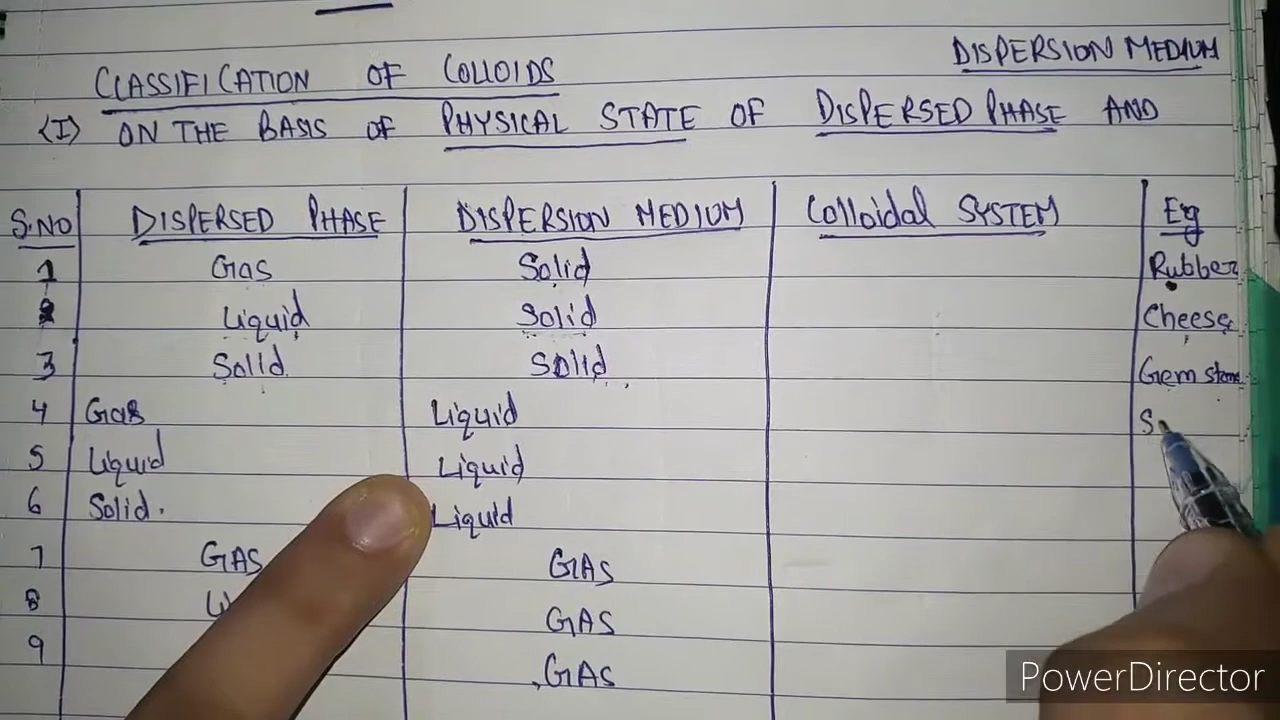 DISPERSION MEDIUM
CLASSIFICATION OF COLLOIDS
(I) ON THE BASIS OF PHYSICAL STATE OF DISPERSED PHASE AND
S.NO DISPERSED PHASE DISPERSION MEDIUM Colloidal SYSTEM Eg
1 Gas Solid Rubber
2 Liquid Solid Cheese
3 Solid Solid Gem stone
4 Gas Liquid S
5 Liquid Liquid
6 Solid. Liquid
7 GAS GAS
8 GAS
9 GAS
PowerDirector